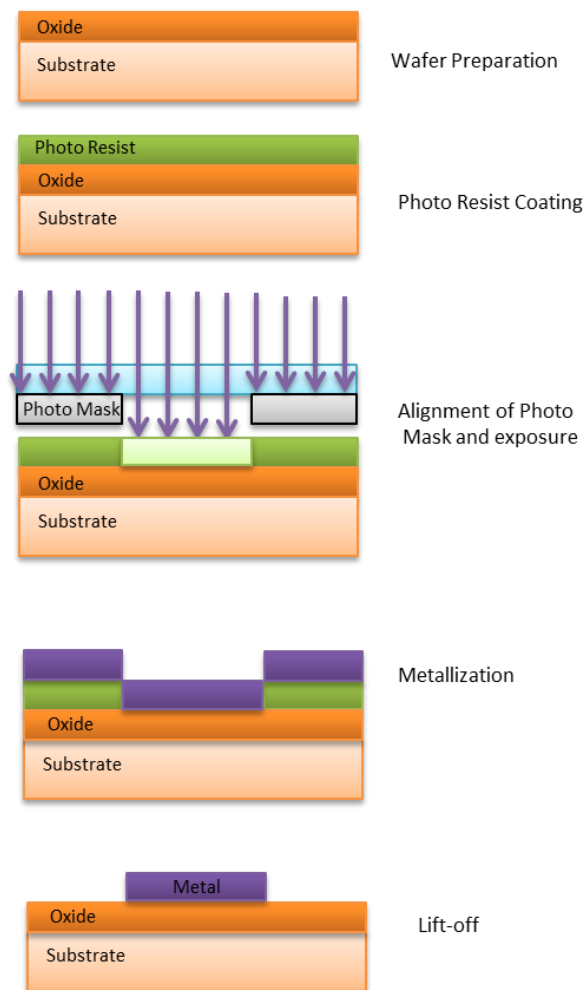 Oxide
Substrate
Wafer Preparation
Photo Resist
Oxide
Substrate
Photo Resist Coating
Photo Mask
Oxide
Substrate
Alignment of Photo
Mask and exposure
Oxide
Substrate
Metallization
Metal
Oxide
Substrate
Lift-off